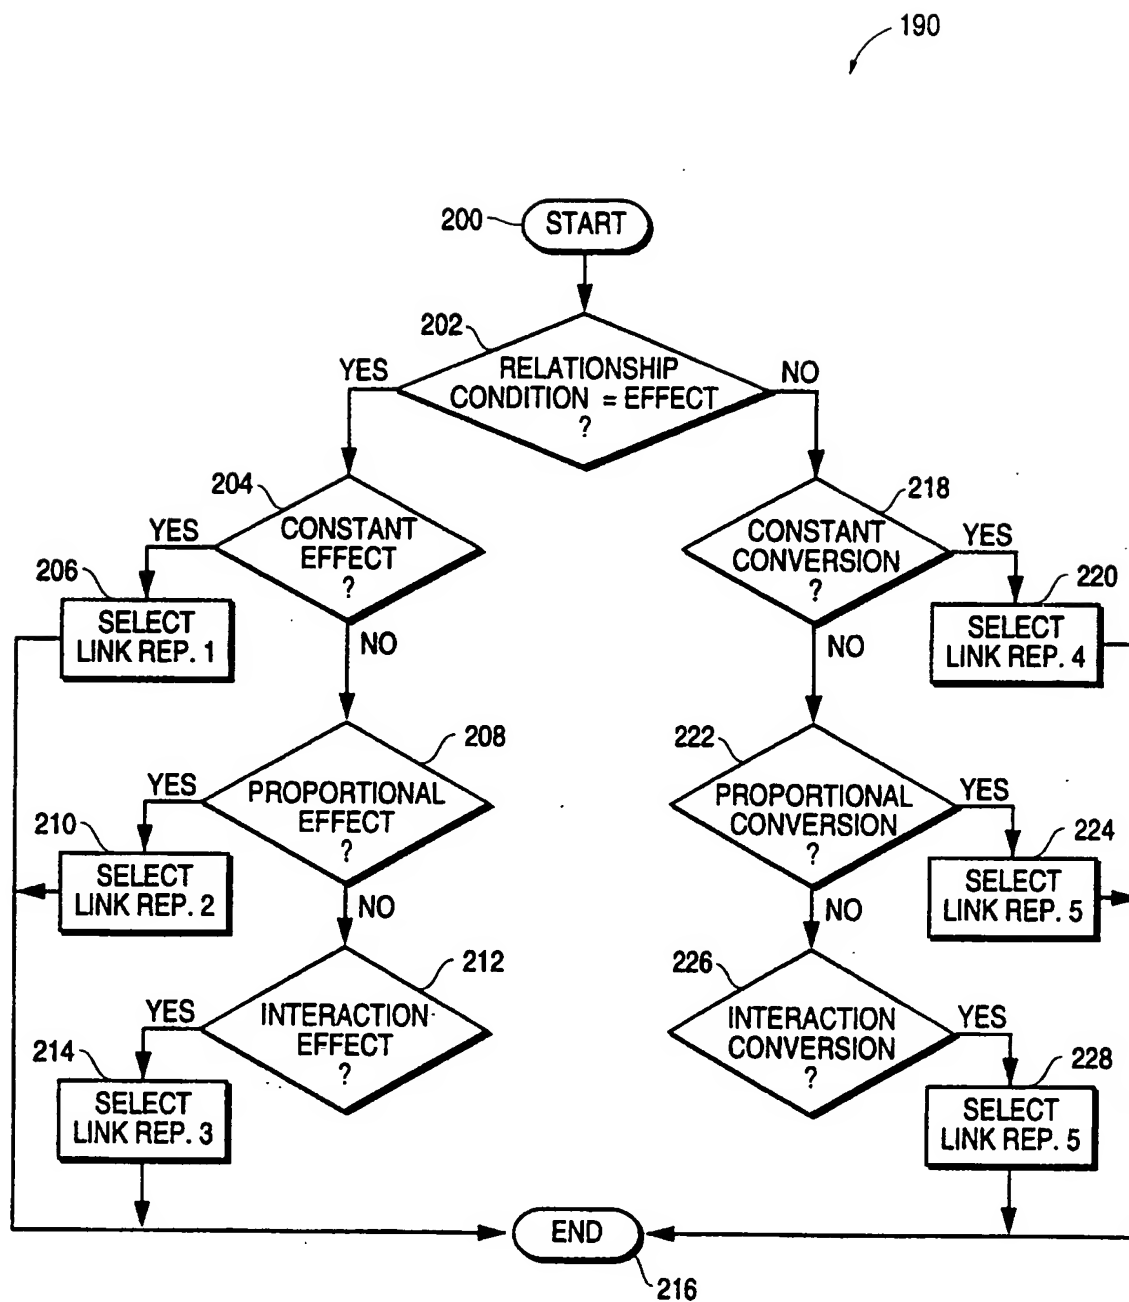 190
200
START
202
YES
RELATIONSHIP
CONDITION = EFFECT
?
NO
204
YES
CONSTANT
EFFECT
?
218
CONSTANT
CONVERSION
?
YES
206
SELECT
LINK REP. 1
NO
NO
220
SELECT
LINK REP. 4
208
YES
PROPORTIONAL
EFFECT
?
222
PROPORTIONAL
CONVERSION
?
YES
210
SELECT
LINK REP. 2
NO
NO
224
SELECT
LINK REP. 5
212
YES
INTERACTION
EFFECT
?
226
INTERACTION
CONVERSION
?
YES
214
SELECT
LINK REP. 3
228
SELECT
LINK REP. 5
END
216